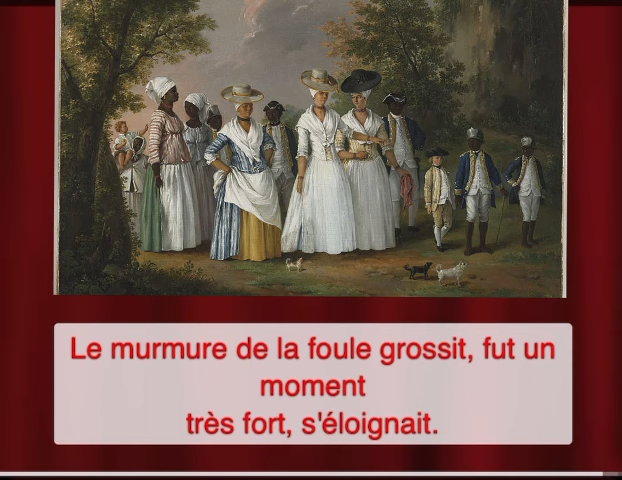 Le murmure de la foule grossit, fut un
moment
très fort, s'éloignait.